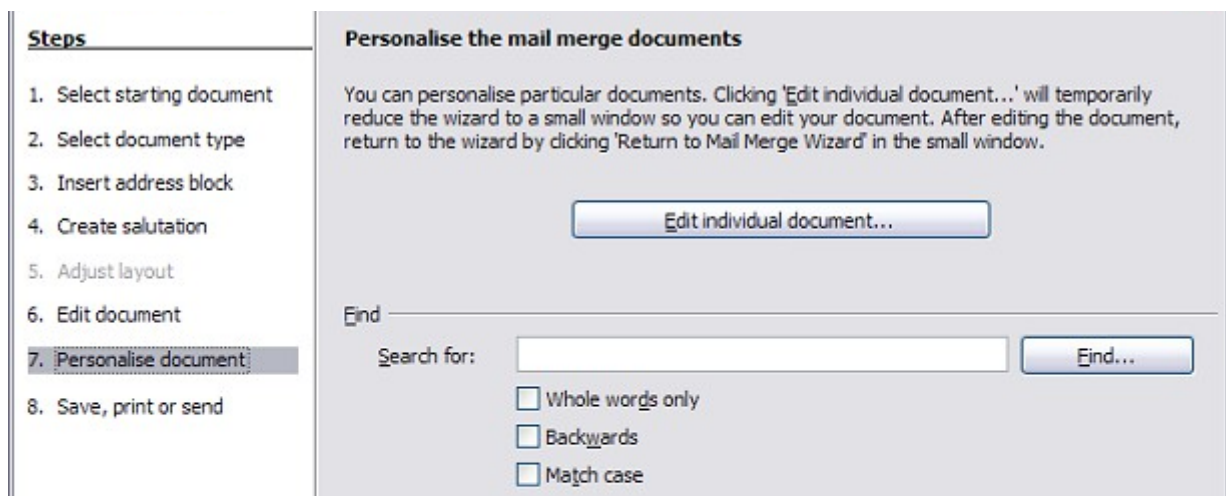 Steps
1. Select starting document
2. Select document type
3. Insert address block
4. Create salutation
5. Adjust layout
6. Edit document
7. Personalise document
8. Save, print or send
Personalise the mail merge documents
You can personalise particular documents. Clicking 'Edit individual document...' will temporarily
reduce the wizard to a small window so you can edit your document. After editing the document,
return to the wizard by clicking 'Return to Mail Merge Wizard' in the small window.
Edit individual document...
Find
Search for:
Find...
Whole words only
Backwards
Match case